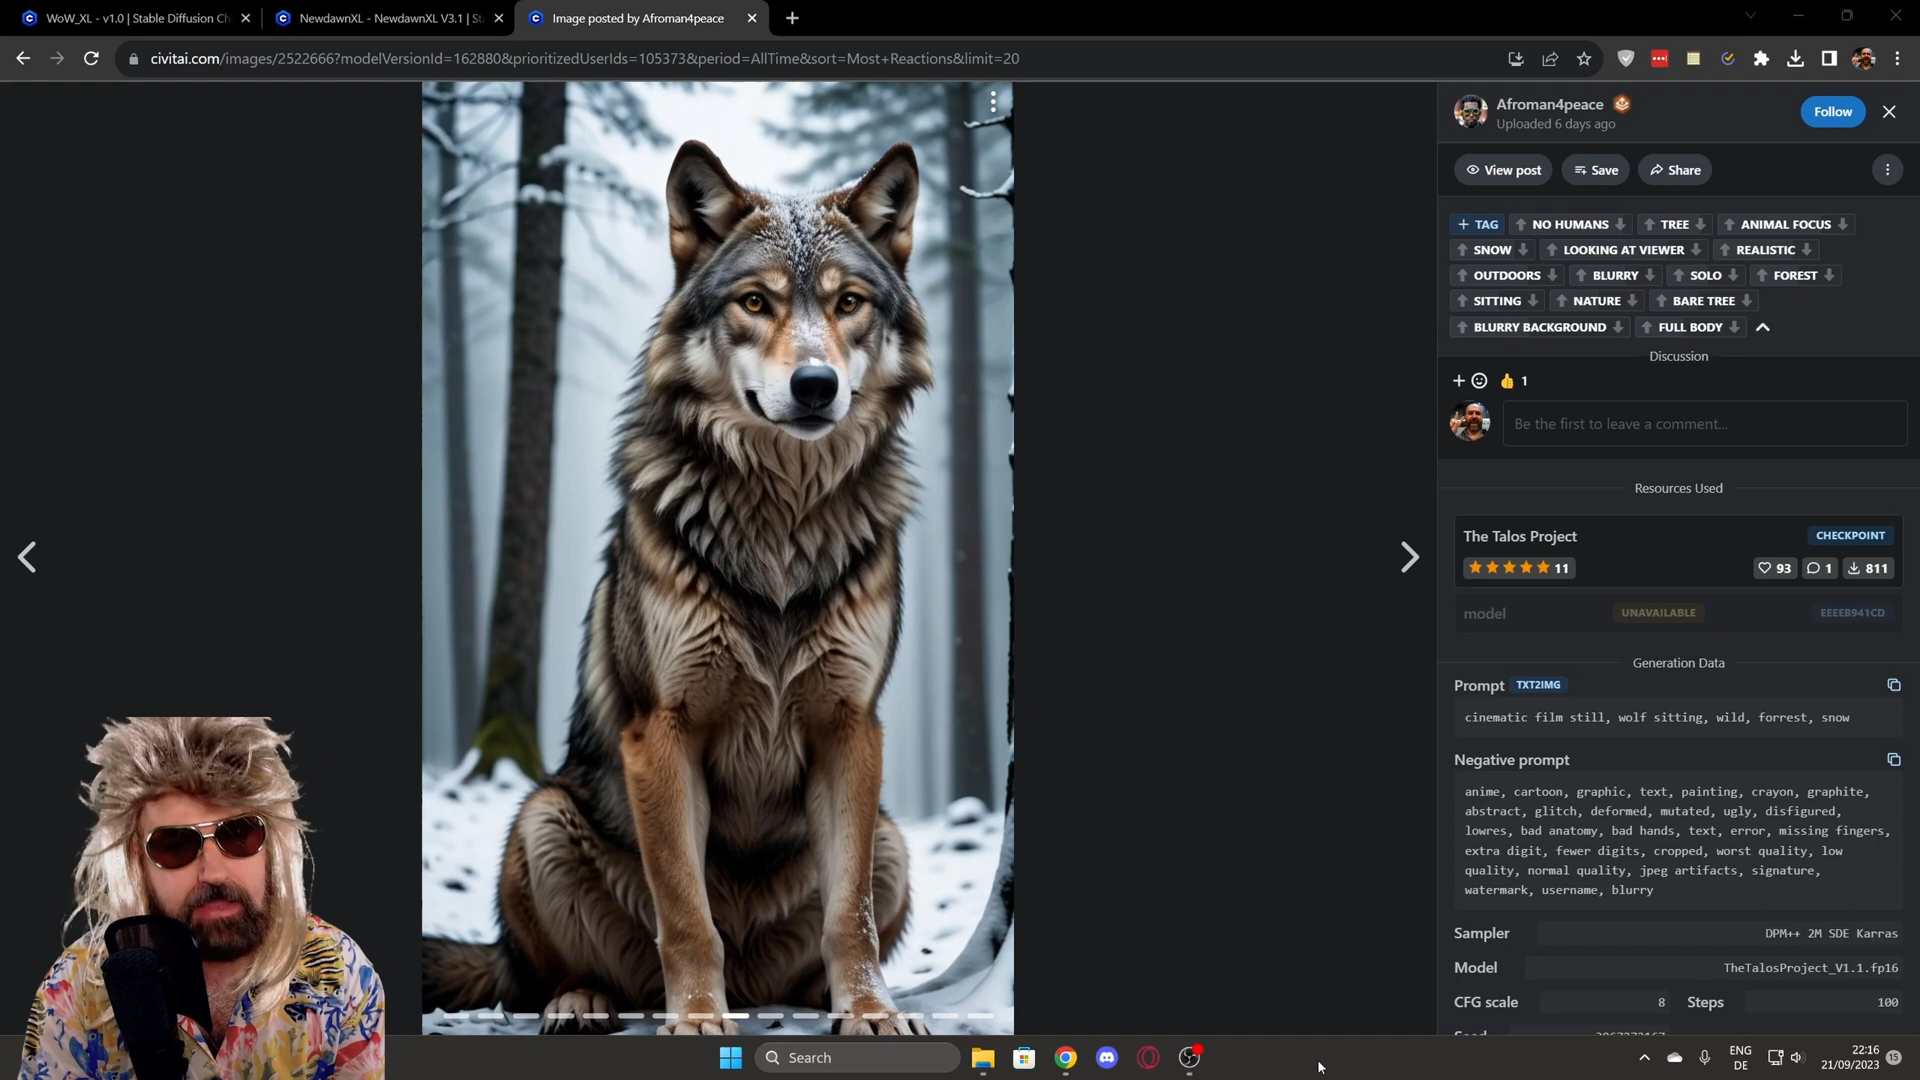 WoW_XL - v1.0 | Stable Diffusion Ch
NewdawnXL - NewdawnXL V3.1 | St
Image posted by Afroman4peace
civitai.com/images/2522666?modelVersionId=162880&prioritizedUserIds=105373&period=AllTime&sort=Most+Reactions&limit=20
Afroman4peace
Uploaded 6 days ago
Follow
View post
Save
Share
+ TAG NO HUMANS TREE ANIMAL FOCUS
SNOW LOOKING AT VIEWER REALISTIC
OUTDOORS BLURRY SOLO FOREST
SITTING NATURE BARE TREE
BLURRY BACKGROUND FULL BODY
Discussion
1
Be the first to leave a comment...
Resources Used
The Talos Project CHECKPOINT
11 93 1 811
model UNAVAILABLE EEEEB941CD
Generation Data
Prompt TXT2IMG
cinematic film still, wolf sitting, wild, forrest, snow
Negative prompt
anime, cartoon, graphic, text, painting, crayon, graphite,
abstract, glitch, deformed, mutated, ugly, disfigured,
lowres, bad anatomy, bad hands, text, error, missing fingers,
extra digit, fewer digits, cropped, worst quality, low
quality, normal quality, jpeg artifacts, signature,
watermark, username, blurry
Sampler DPM++ 2M SDE Karras
Model TheTalosProject_V1.1.fp16
CFG scale 8 Steps 100
Search
ENG
DE
22:16
21/09/2023
15